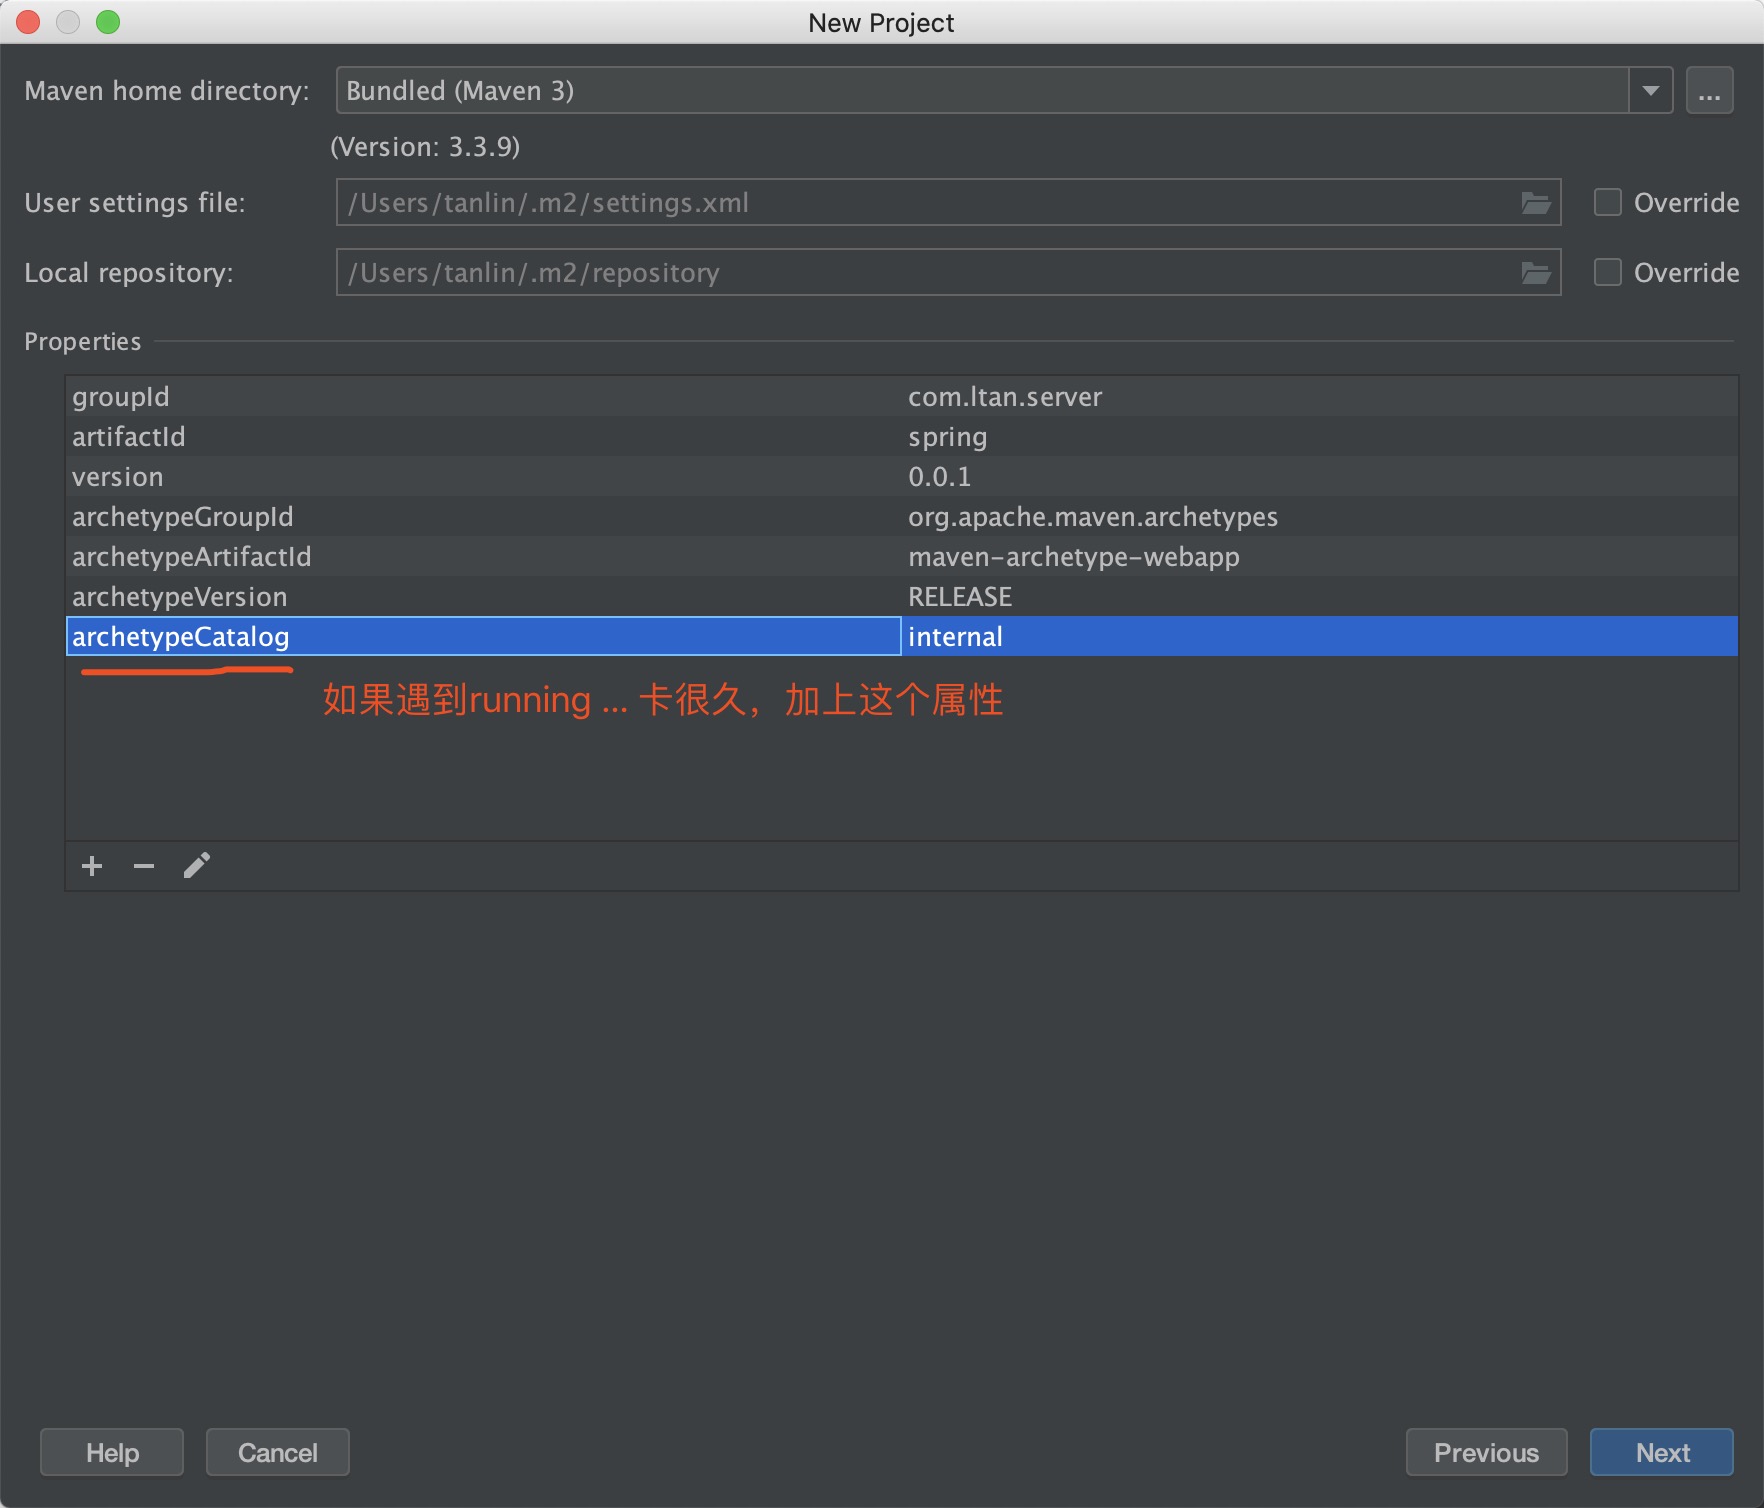 New Project
Maven home directory: Bundled (Maven 3) ...
(Version: 3.3.9)
User settings file: /Users/tanlin/.m2/settings.xml Override
Local repository: /Users/tanlin/.m2/repository Override
Properties
groupId com.ltan.server
artifactId spring
version 0.0.1
archetypeGroupId org.apache.maven.archetypes
archetypeArtifactId maven-archetype-webapp
archetypeVersion RELEASE
archetypeCatalog internal
如果遇到running ... 卡很久，加上这个属性
Help Cancel Previous Next